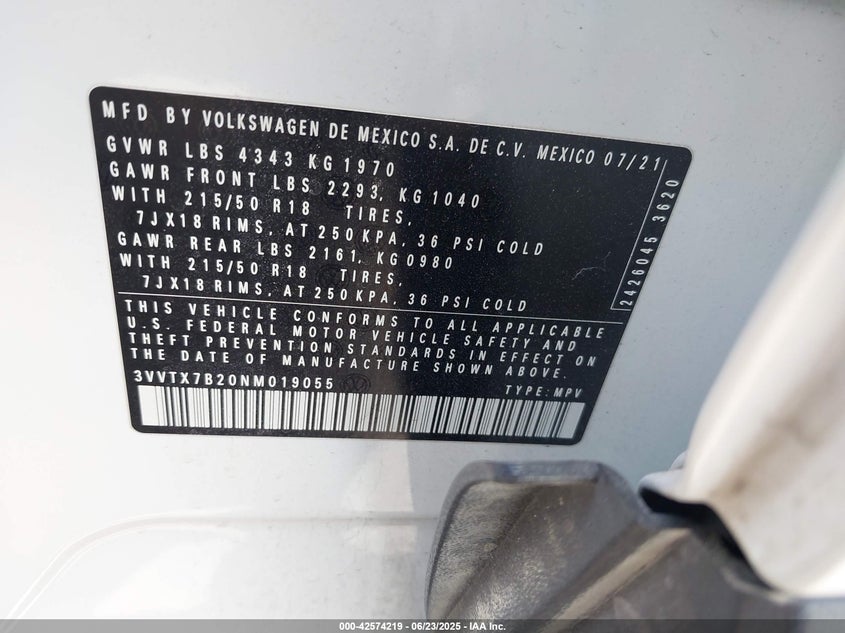 MFD BY VOLKSWAGEN DE MEXICO S.A. DE C.V. MEXICO 07/21
GVWR LBS 4343 KG 1970
GAWR FRONT LBS 2293, KG 1040
WITH 215/50 R18 TIRES,
7JX18 RIMS, AT 250 KPA, 36 PSI COLD
GAWR REAR LBS 2161, KG 0980
WITH 215/50 R18 TIRES,
7JX18 RIMS, AT 250 KPA, 36 PSI COLD
2426045 3620
THIS VEHICLE CONFORMS TO ALL APPLICABLE
U.S. FEDERAL MOTOR VEHICLE SAFETY AND
THEFT PREVENTION STANDARDS IN EFFECT ON
THE DATE OF MANUFACTURE SHOWN ABOVE.
3VVTX7B20NM019055
TYPE: MPV
000-42574219 - 06/23/2025 - IAA Inc.